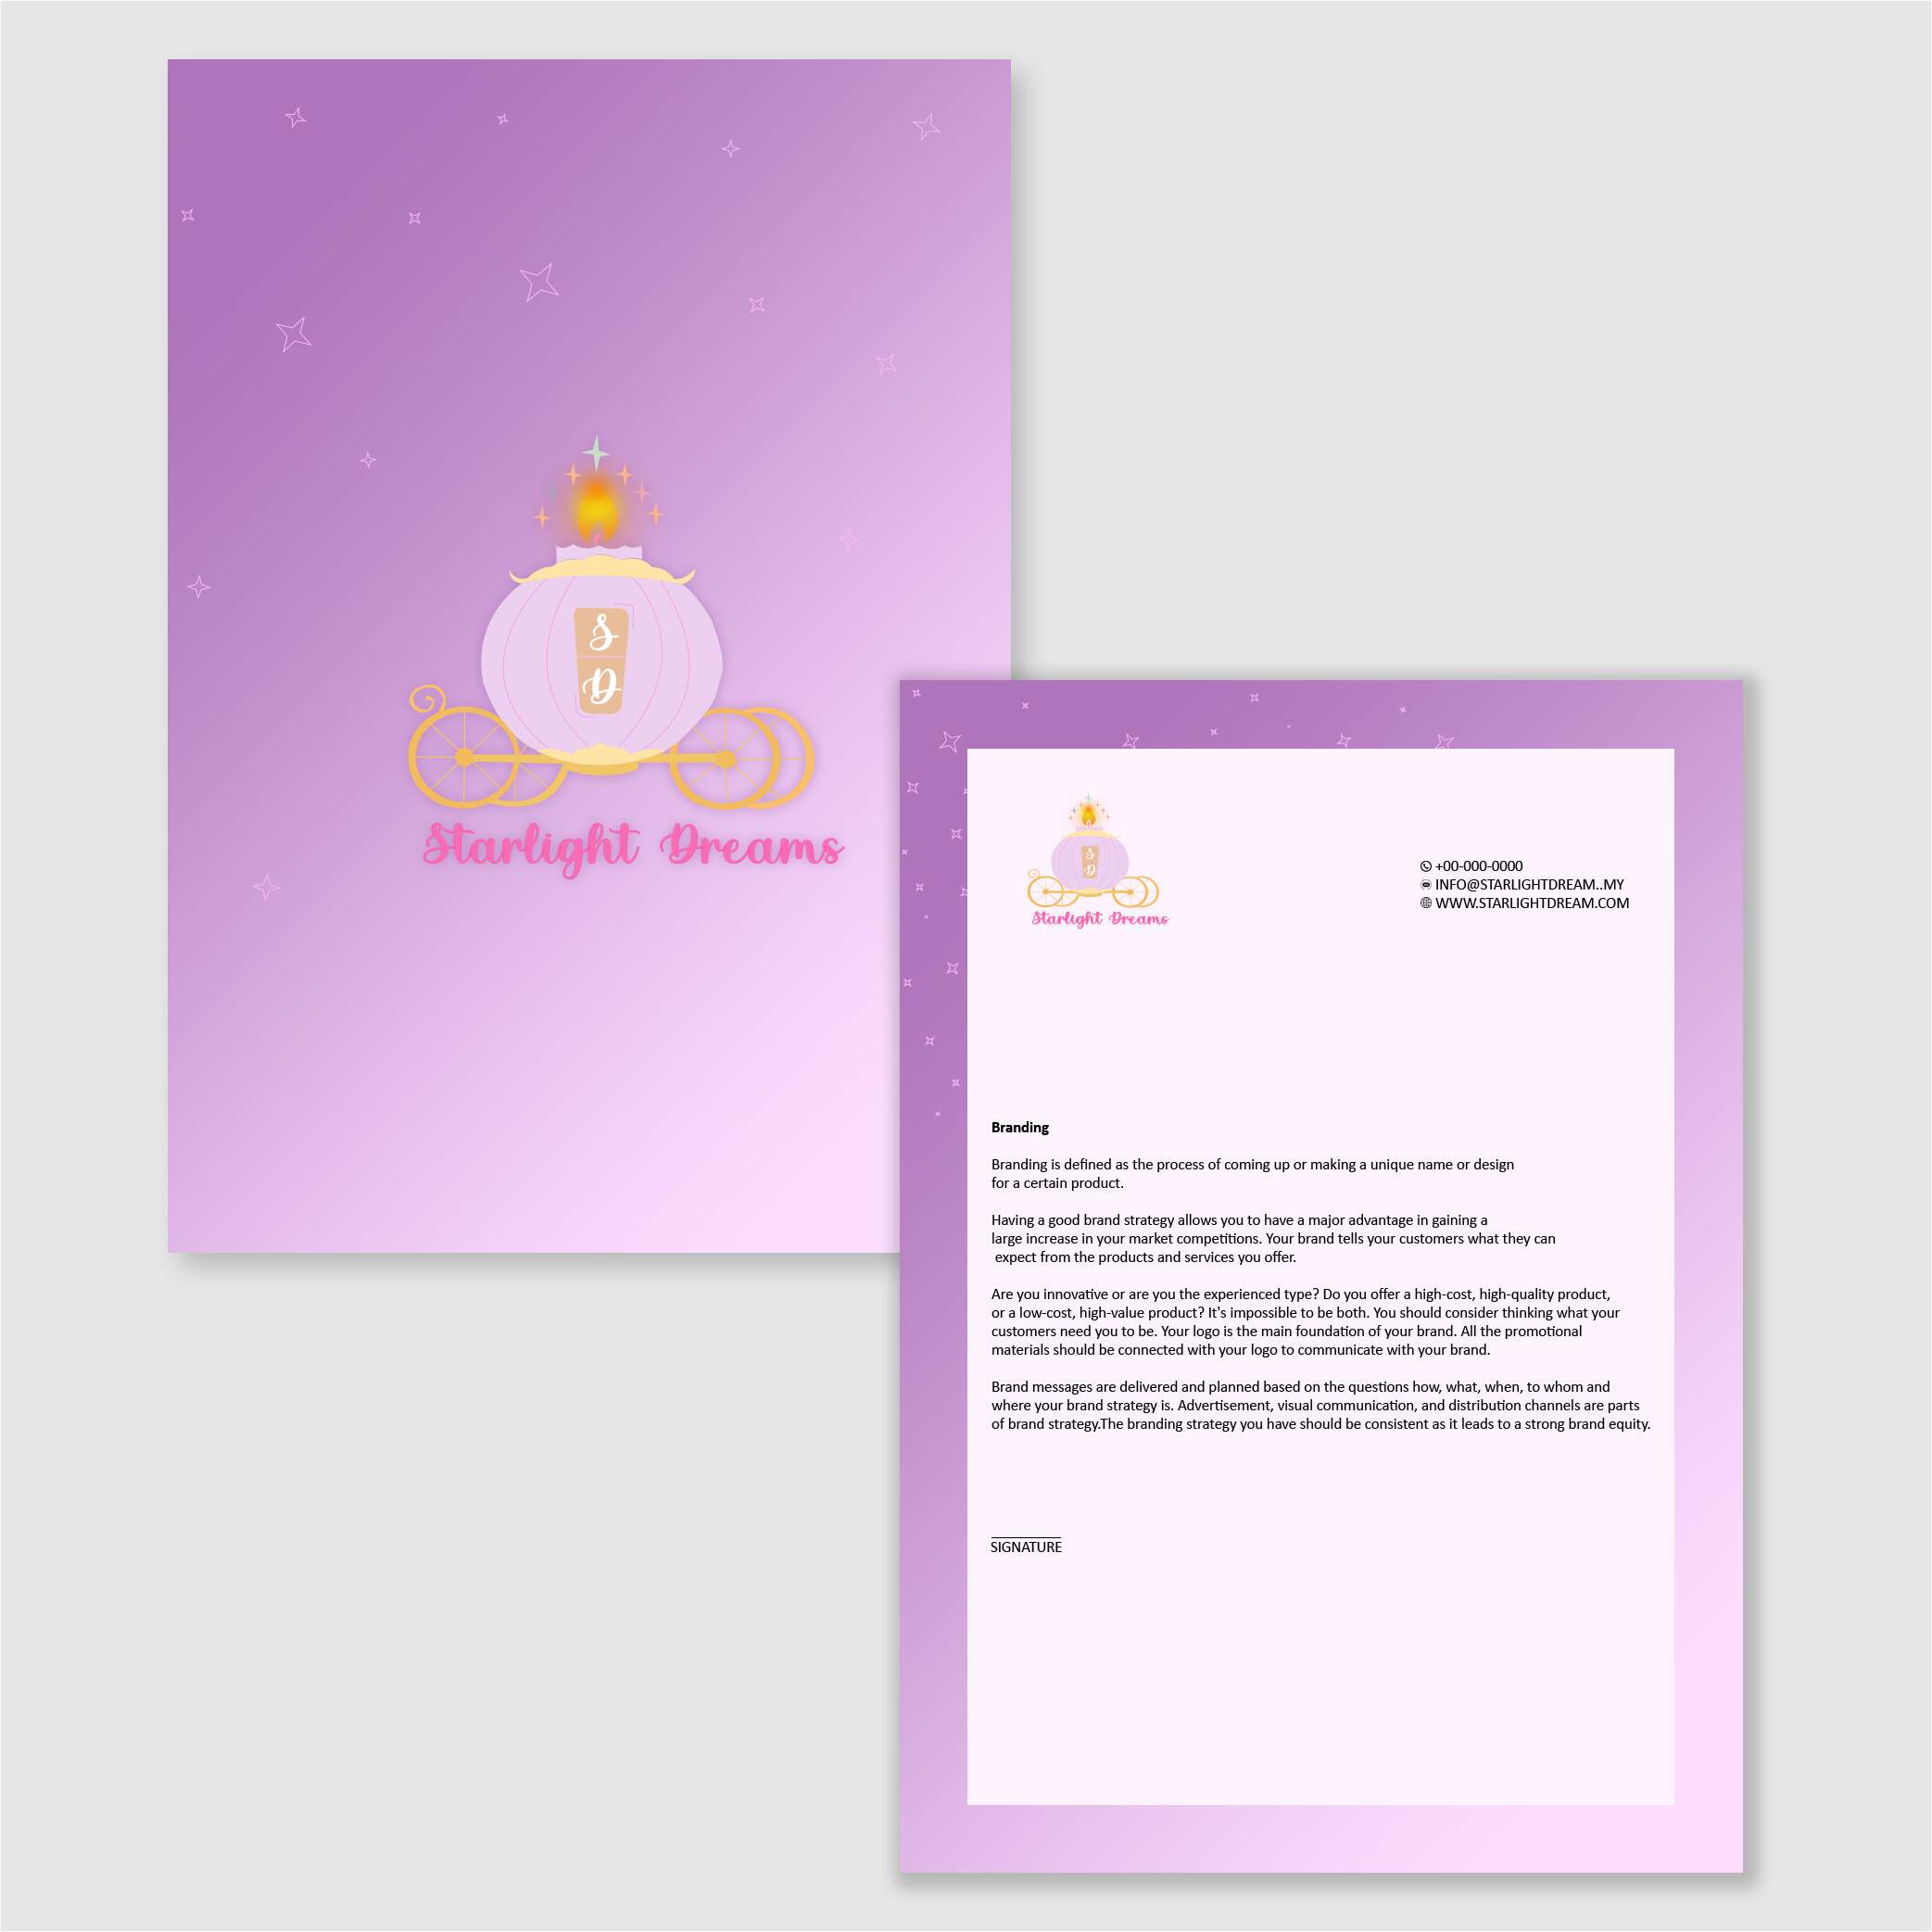 S
D
Starlight Dreams
S
D
Starlight Dreams
+00-000-0000
INFO@STARLIGHTDREAM..MY
WWW.STARLIGHTDREAM.COM
Branding
Branding is defined as the process of coming up or making a unique name or design
for a certain product.
Having a good brand strategy allows you to have a major advantage in gaining a
large increase in your market competitions. Your brand tells your customers what they can
expect from the products and services you offer.
Are you innovative or are you the experienced type? Do you offer a high-cost, high-quality product,
or a low-cost, high-value product? It's impossible to be both. You should consider thinking what your
customers need you to be. Your logo is the main foundation of your brand. All the promotional
materials should be connected with your logo to communicate with your brand.
Brand messages are delivered and planned based on the questions how, what, when, to whom and
where your brand strategy is. Advertisement, visual communication, and distribution channels are parts
of brand strategy.The branding strategy you have should be consistent as it leads to a strong brand equity.
SIGNATURE